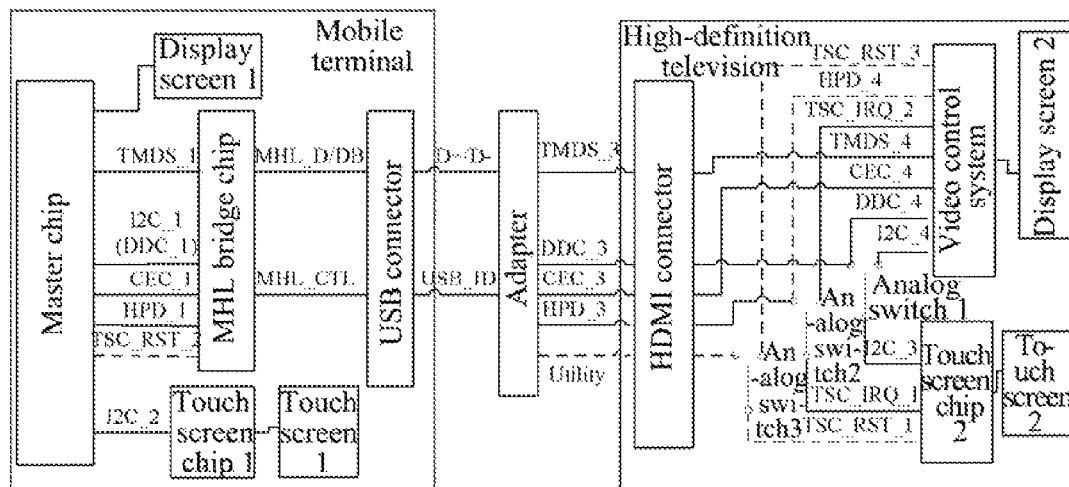 Mobile
terminal
Display
screen 1
Master chip
TMDS_1
I2C_1
(DDC_1)
CEC_1
HPD_1
TSC_RST_2
I2C_2
MHL bridge chip
MHL_D/DB
MHL_CTL
USB connector
Touch
screen
chip 1
Touch
screen
1
D+/D-
USB_ID
Adapter
TMDS_3
DDC_3
CEC_3
HPD_3
Utility
High-definition
television
HDMI connector
TSC_RST_3
HPD_4
TSC_IRQ_2
TMDS_4
CEC_4
DDC_4
I2C_4
Video control
system
Display screen 2
Analog
switch 1
An
-alog
swi-
tch2
An
-alog
swi-
tch3
I2C_3
TSC_IRQ_1
TSC_RST_1
Touch
screen
chip
2
To-
uch
screen
2